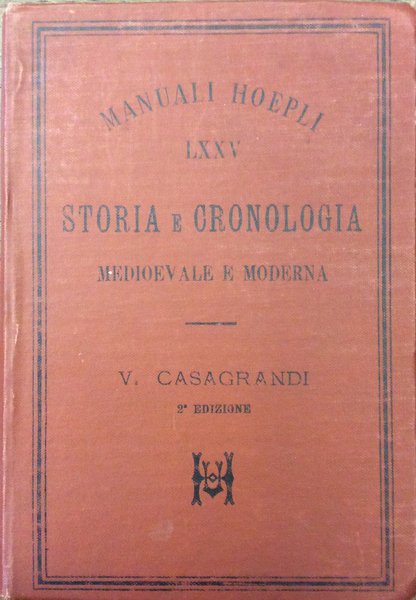 MANUALI HOEPLI
LXXV
STORIA E CRONOLOGIA
MEDIOEVALE E MODERNA
V. CASAGRANDI
2ª EDIZIONE